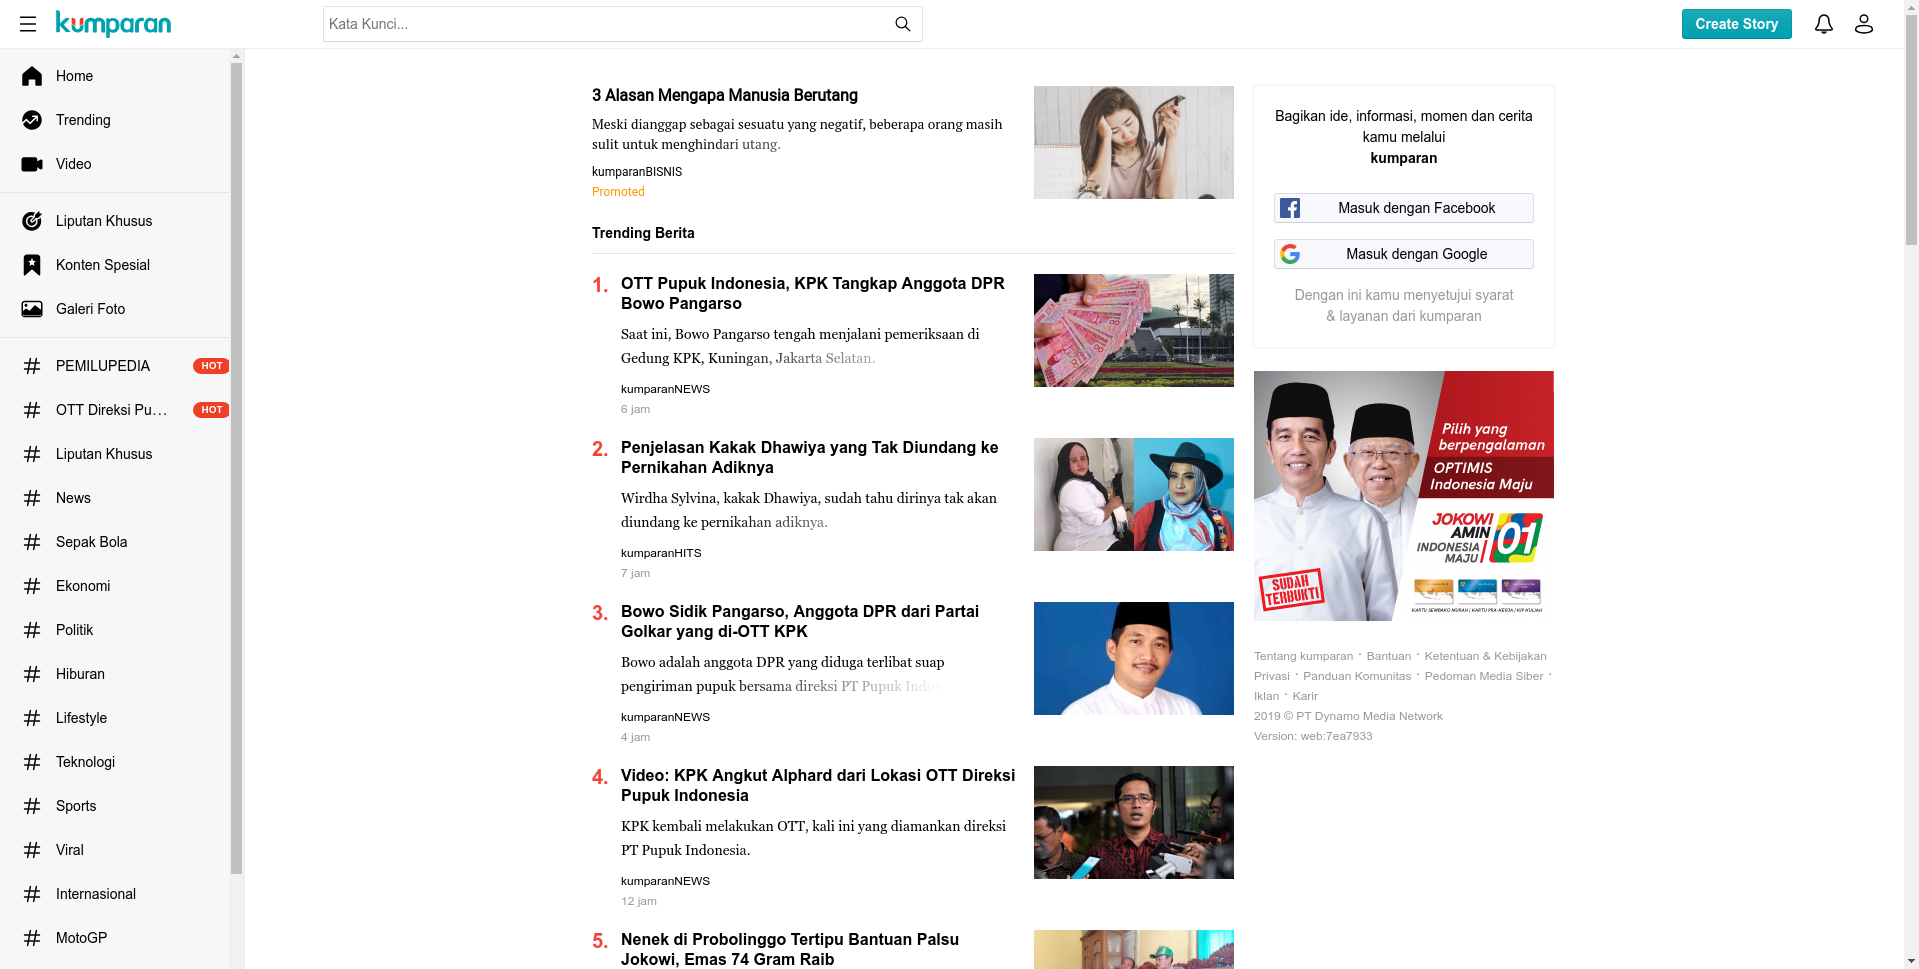 kumparan
Kata Kunci...
Create Story
Home
Trending
Video
Liputan Khusus
Konten Spesial
Galeri Foto
PEMILUPEDIA HOT
OTT Direksi Pu... HOT
Liputan Khusus
News
Sepak Bola
Ekonomi
Politik
Hiburan
Lifestyle
Teknologi
Sports
Viral
Internasional
MotoGP
3 Alasan Mengapa Manusia Berutang
Meski dianggap sebagai sesuatu yang negatif, beberapa orang masih
sulit untuk menghindari utang.
kumparanBISNIS
Promoted
Trending Berita
1. OTT Pupuk Indonesia, KPK Tangkap Anggota DPR
Bowo Pangarso
Saat ini, Bowo Pangarso tengah menjalani pemeriksaan di
Gedung KPK, Kuningan, Jakarta Selatan.
kumparanNEWS
6 jam
2. Penjelasan Kakak Dhawiya yang Tak Diundang ke
Pernikahan Adiknya
Wirdha Sylvina, kakak Dhawiya, sudah tahu dirinya tak akan
diundang ke pernikahan adiknya.
kumparanHITS
7 jam
3. Bowo Sidik Pangarso, Anggota DPR dari Partai
Golkar yang di-OTT KPK
Bowo adalah anggota DPR yang diduga terlibat suap
pengiriman pupuk bersama direksi PT Pupuk
kumparanNEWS
4 jam
4. Video: KPK Angkut Alphard dari Lokasi OTT Direksi
Pupuk Indonesia
KPK kembali melakukan OTT, kali ini yang diamankan direksi
PT Pupuk Indonesia.
kumparanNEWS
12 jam
5. Nenek di Probolinggo Tertipu Bantuan Palsu
Jokowi, Emas 74 Gram Raib
Bagikan ide, informasi, momen dan cerita
kamu melalui
kumparan
Masuk dengan Facebook
Masuk dengan Google
Dengan ini kamu menyetujui syarat
& layanan dari kumparan
Pilih yang
berpengalaman
OPTIMIS
Indonesia Maju
JOKOWI
AMIN
INDONESIA
MAJU
01
SUDAH
TERBUKTI
KARTU SEMBAKO MURAH | KARTU PRA-KERJA | KIP KULIAH
Tentang kumparan · Bantuan · Ketentuan & Kebijakan
Privasi · Panduan Komunitas · Pedoman Media Siber ·
Iklan · Karir
2019 © PT Dynamo Media Network
Version: web:7ea7933